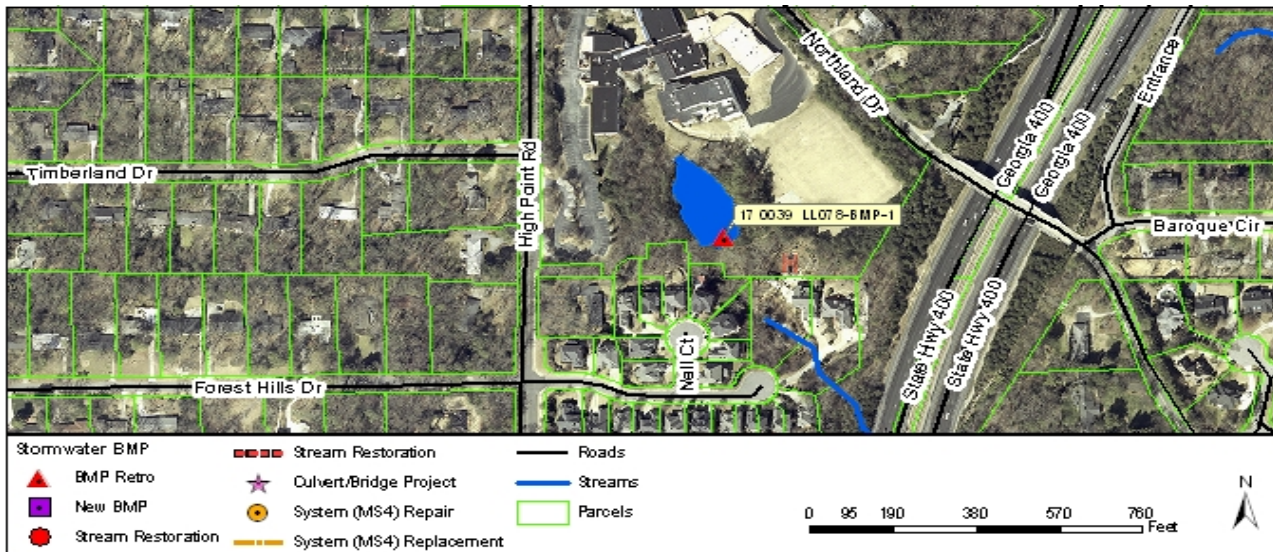 Northland Dr
Entrance
Georgia 400
Georgia 400
Timberland Dr
High Point Rd
17 0039 LL078-BMP-1
Baroque Cir
State Hwy 400
State Hwy 400
Neil Ct
Forest Hills Dr
Stormwater BMP
BMP Retro
New BMP
Stream Restoration
Stream Restoration
Culvert/Bridge Project
System (MS4) Repair
System (MS4) Replacement
Roads
Streams
Parcels
0 95 190 380 570 760
Feet
N